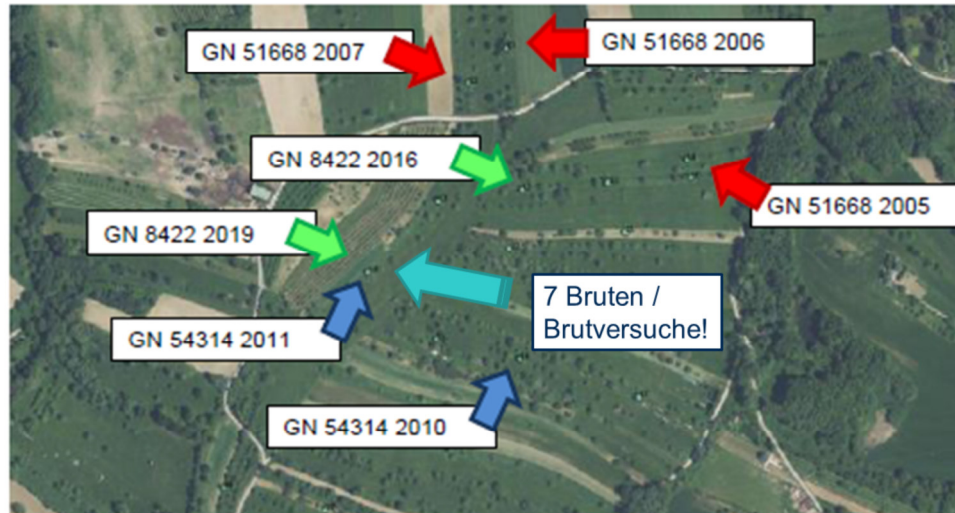 GN 51668 2007
GN 51668 2006
GN 8422 2016
GN 51668 2005
GN 8422 2019
7 Bruten /
Brutversuche!
GN 54314 2011
GN 54314 2010